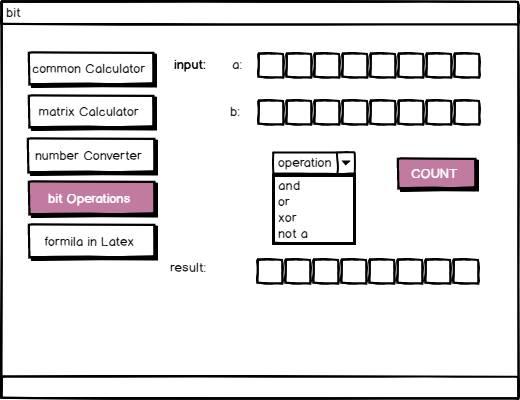 bit
common Calculator
matrix Calculator
number Converter
bit Operations
formila in Latex
input:
a:
b:
operation
and
or
xor
not a
COUNT
result: